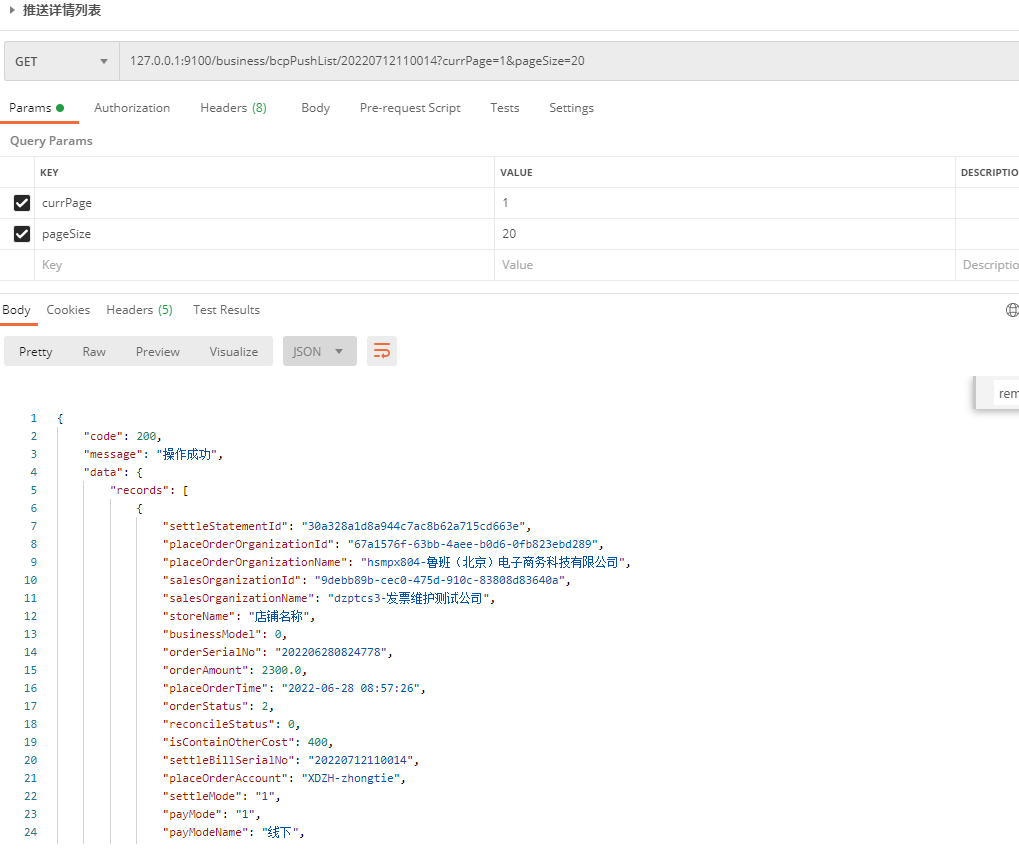 推送详情列表
GET 127.0.0.1:9100/business/bcpPushList/20220712110014?currPage=1&pageSize=20
Params Authorization Headers (8) Body Pre-request Script Tests Settings
Query Params
KEY VALUE DESCRIPTIO
currPage 1
pageSize 20
Key Value Descriptio
Body Cookies Headers (5) Test Results
Pretty Raw Preview Visualize JSON
rem
1 {
2 "code": 200,
3 "message": "操作成功",
4 "data": {
5 "records": [
6 {
7 "settleStatementId": "30a328a1d8a944c7ac8b62a715cd663e",
8 "placeOrderOrganizationId": "67a1576f-63bb-4aee-b0d6-0fb823ebd289",
9 "placeOrderOrganizationName": "hsmpx804-鲁班（北京）电子商务科技有限公司",
10 "salesOrganizationId": "9debb89b-cec0-475d-910c-83808d83640a",
11 "salesOrganizationName": "dzptcs3-发票维护测试公司",
12 "storeName": "店铺名称",
13 "businessModel": 0,
14 "orderSerialNo": "202206280824778",
15 "orderAmount": 2300.0,
16 "placeOrderTime": "2022-06-28 08:57:26",
17 "orderStatus": 2,
18 "reconcileStatus": 0,
19 "isContainOtherCost": 400,
20 "settleBillSerialNo": "20220712110014",
21 "placeOrderAccount": "XDZH-zhongtie",
22 "settleMode": "1",
23 "payMode": "1",
24 "payModeName": "线下",